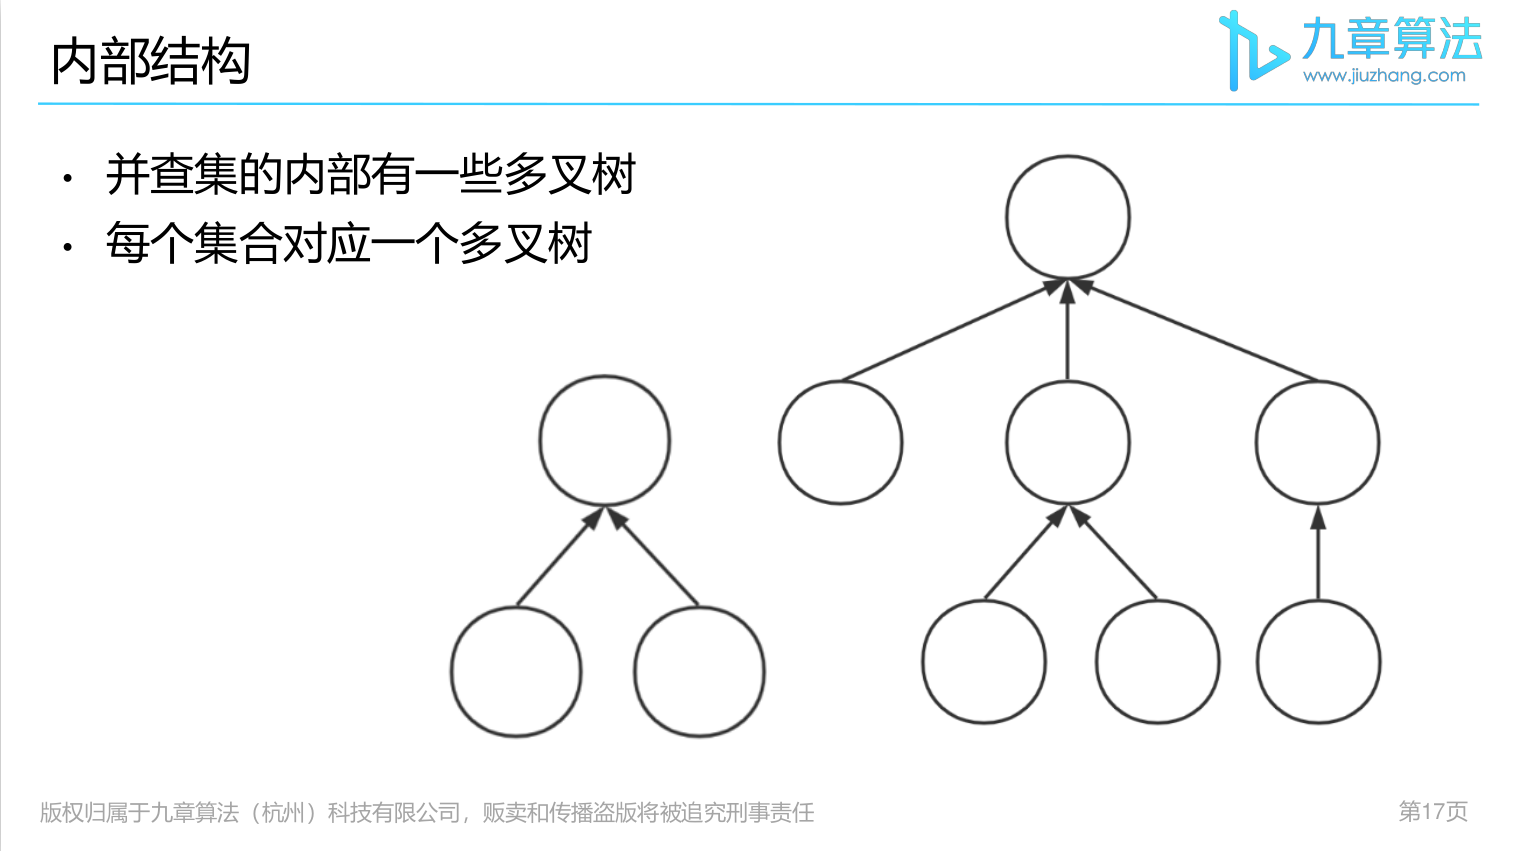 内部结构
九章算法
www.jiuzhang.com
• 并查集的内部有一些多叉树
• 每个集合对应一个多叉树
版权归属于九章算法（杭州）科技有限公司，贩卖和传播盗版将被追究刑事责任
第17页